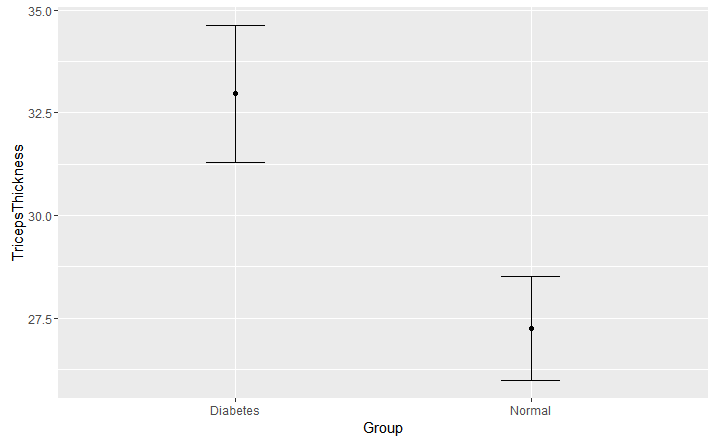 35.0
32.5
30.0
27.5
TricepsThickness
Diabetes
Normal
Group